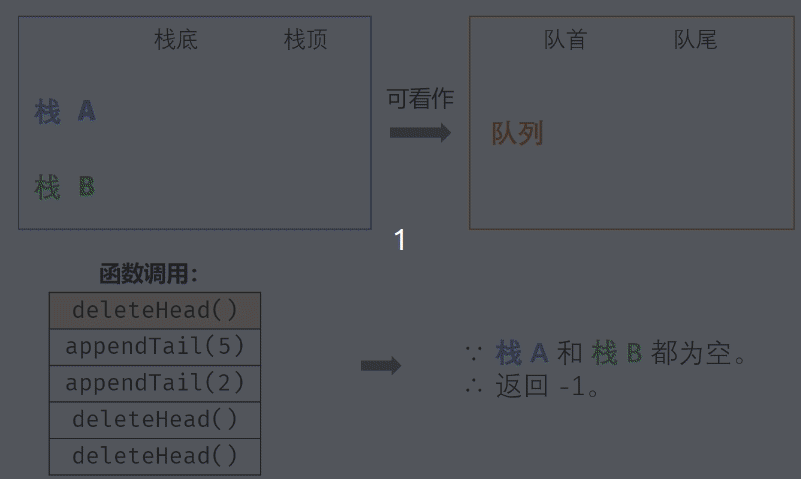 栈底 栈顶
栈 A
栈 B
可看作
队首 队尾
队列
1
函数调用：
deleteHead()
appendTail(5)
appendTail(2)
deleteHead()
deleteHead()
∵ 栈 A 和 栈 B 都为空。
∴ 返回 -1。